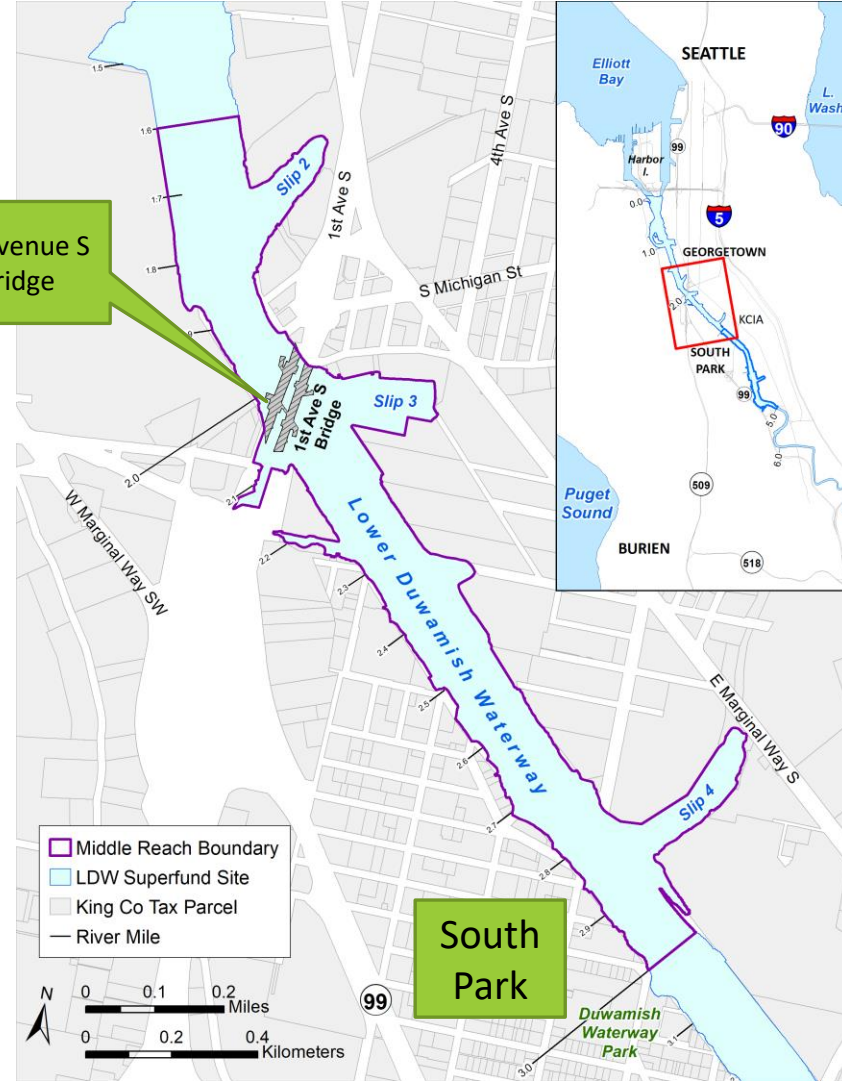 1.5
1.6
1.7
1.8
9
2.0
2.1
2.2
2.3
2.4
2.5
2.6
2.7
2.8
2.9
3.0
3.1
Slip 2
1st Ave S
4th Ave S
S Michigan St
venue S
ridge
1st Ave S
Bridge
Slip 3
W Marginal Way SW
Lower Duwamish Waterway
E Marginal Way S
Slip 4
South
Park
Duwamish
Waterway
Park
99
Middle Reach Boundary
LDW Superfund Site
King Co Tax Parcel
River Mile
N
0 0.1 0.2
Miles
0 0.2 0.4
Kilometers
SEATTLE
Elliott
Bay
L.
Wash
90
99
Harbor
I.
0.0
5
1.0
GEORGETOWN
2.0
KCIA
SOUTH
PARK
99
5.0
6.0
509
Puget
Sound
BURIEN
518